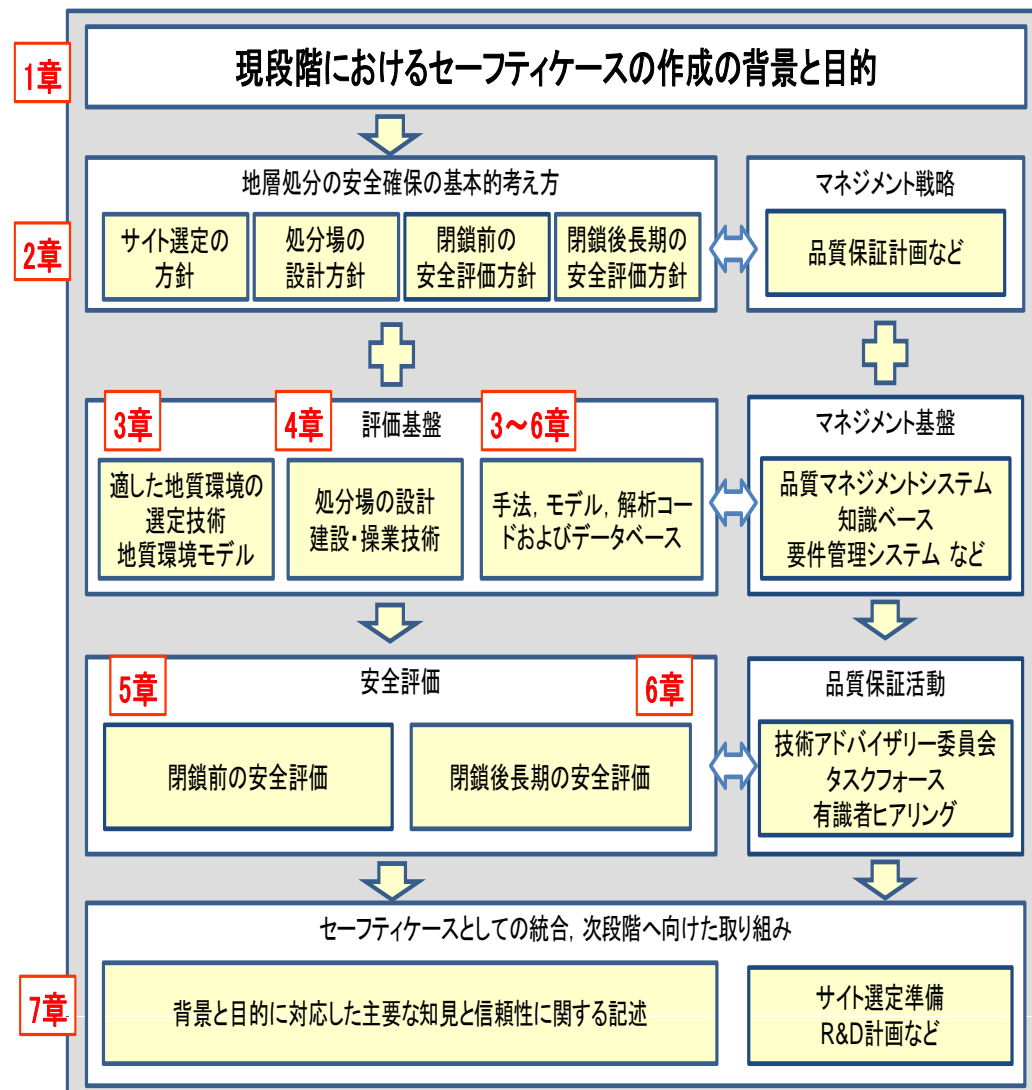 1章
現段階におけるセーフティケースの作成の背景と目的
2章
地層処分の安全確保の基本的考え方
サイト選定の
方針
処分場の
設計方針
閉鎖前の
安全評価方針
閉鎖後長期の
安全評価方針
マネジメント戦略
品質保証計画など
3章
4章
評価基盤
3～6章
適した地質環境の
選定技術
地質環境モデル
処分場の設計
建設・操業技術
手法，モデル，解析コー
ドおよびデータベース
マネジメント基盤
品質マネジメントシステム
知識ベース
要件管理システム など
5章
安全評価
6章
閉鎖前の安全評価
閉鎖後長期の安全評価
品質保証活動
技術アドバイザリー委員会
タスクフォース
有識者ヒアリング
7章
セーフティケースとしての統合，次段階へ向けた取り組み
背景と目的に対応した主要な知見と信頼性に関する記述
サイト選定準備
R&D計画など